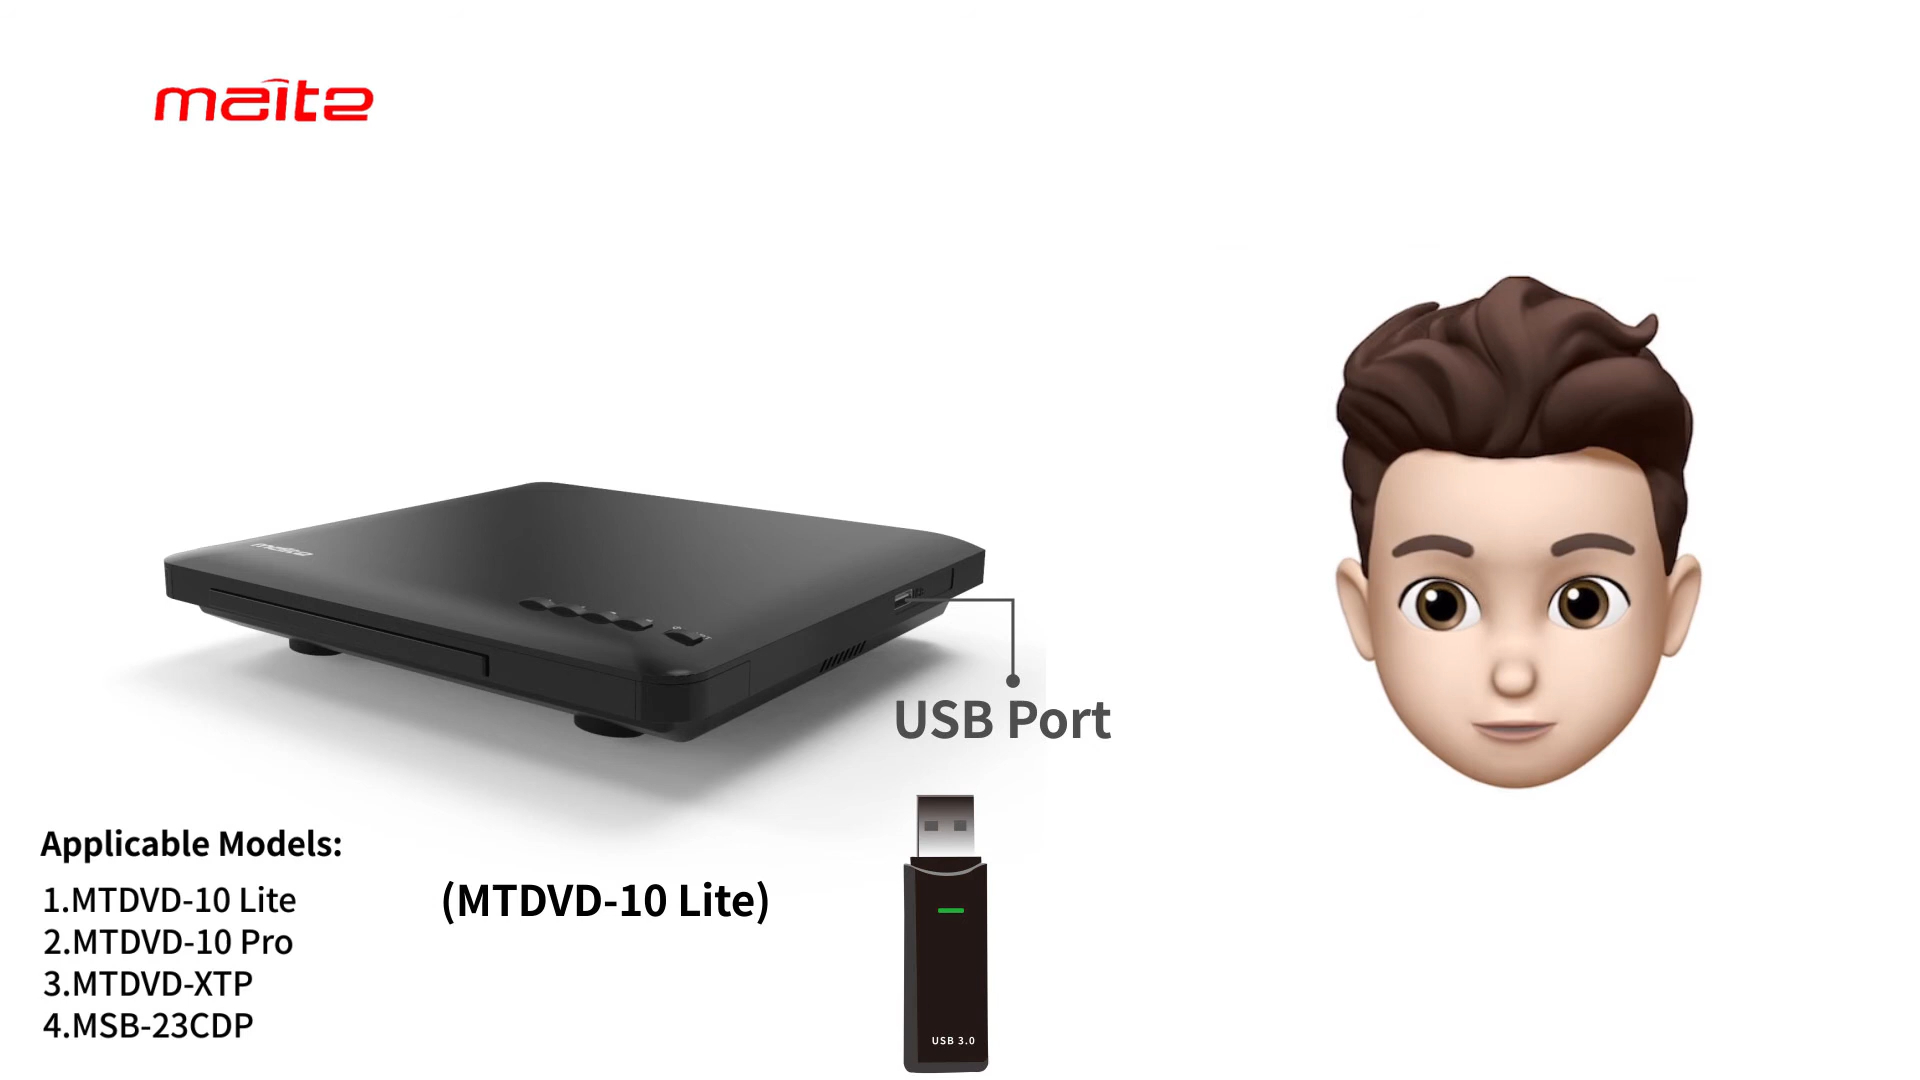 maite
maite
USB Port
Applicable Models:
1.MTDVD-10 Lite
2.MTDVD-10 Pro
3.MTDVD-XTP
4.MSB-23CDP
(MTDVD-10 Lite)
USB 3.0